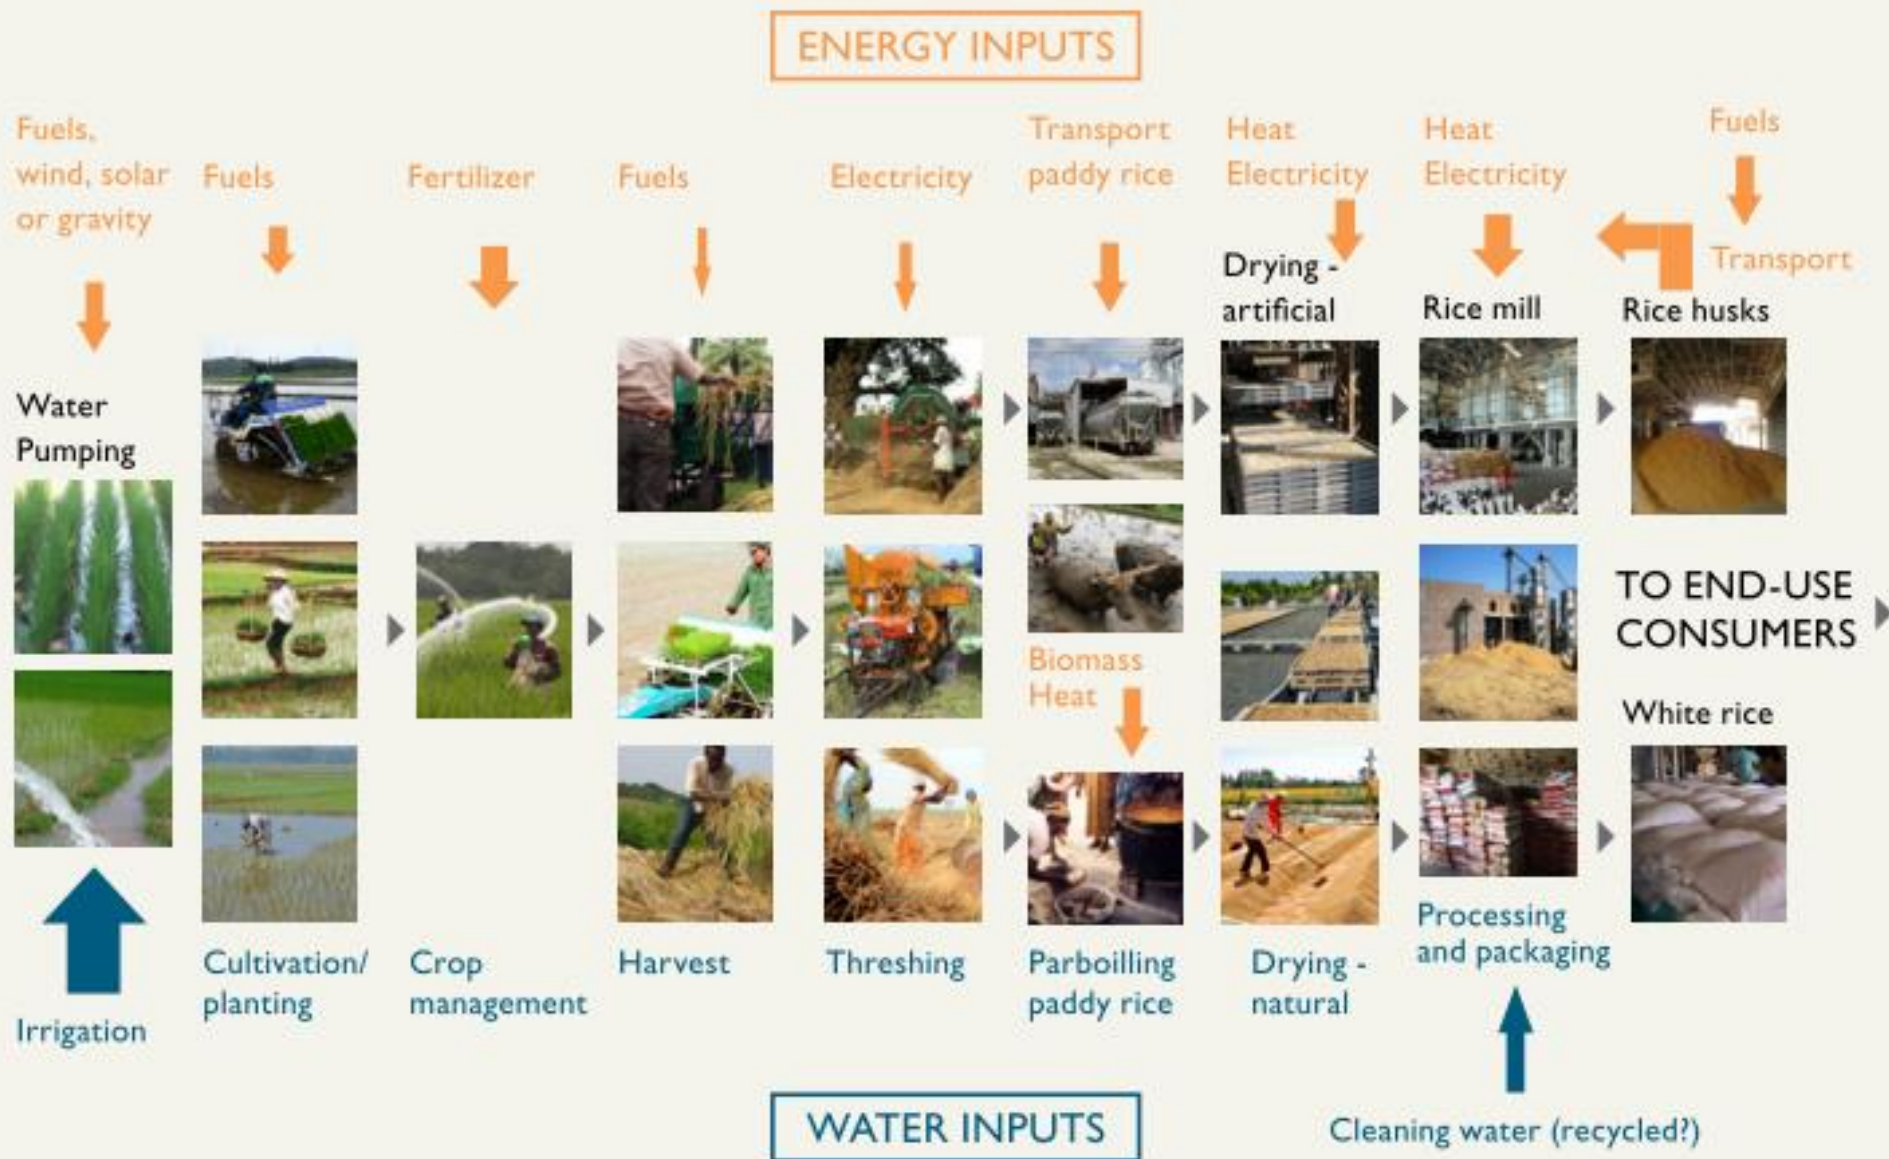 ENERGY INPUTS
Fuels,
wind, solar
or gravity
Fuels
Fertilizer
Fuels
Electricity
Transport
paddy rice
Heat
Electricity
Heat
Electricity
Fuels
Transport
Drying -
artificial
Rice mill
Rice husks
Water
Pumping
Biomass
Heat
TO END-USE
CONSUMERS
White rice
Irrigation
Cultivation/
planting
Crop
management
Harvest
Threshing
Parboilling
paddy rice
Drying -
natural
Processing
and packaging
Cleaning water (recycled?)
WATER INPUTS